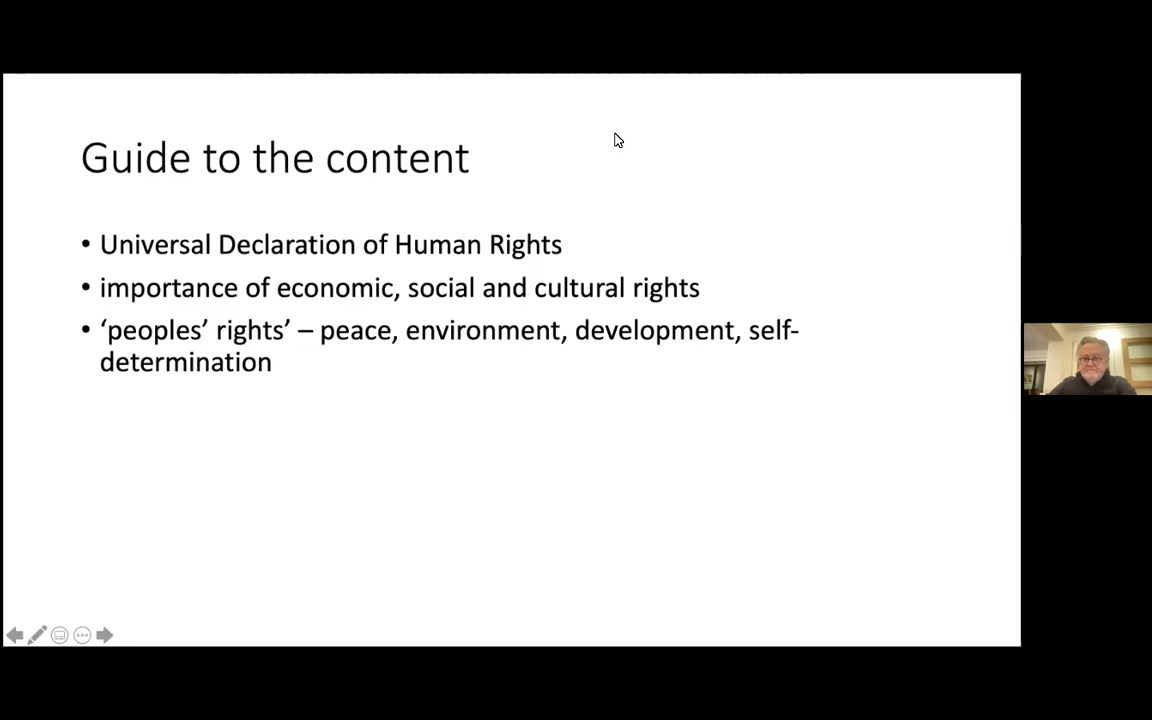 Guide to the content
• Universal Declaration of Human Rights
• importance of economic, social and cultural rights
• ‘peoples’ rights’ – peace, environment, development, self-
determination